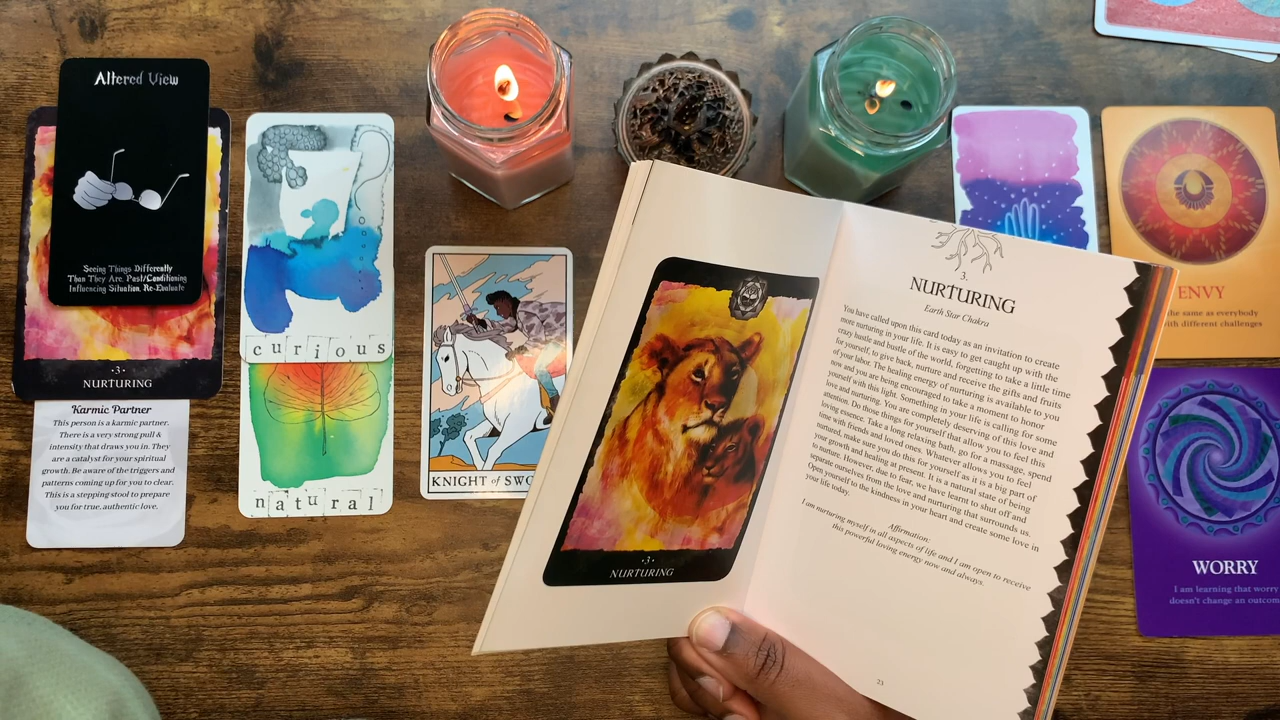 Altered View
Seeing Things Differently
Than They Are. Past/Conditioning
Influencing Situation. Re-Evaluate
·3·
NURTURING
Karmic Partner
This person is a karmic partner.
There is a very strong pull &
intensity that draws you in. They
are a catalyst for your spiritual
growth. Be aware of the triggers and
patterns coming up for you to clear.
This is a stepping stool to prepare
you for true, authentic love.
curious
natural
KNIGHT of SWO
·3·
NURTURING
3.
NURTURING
Earth Star Chakra
You have called upon this card today as an invitation to create
more nurturing in your life. It is easy to get caught up with the
crazy hustle and bustle of the world, forgetting to take a little time
for yourself, to give back, nurture and receive the gifts and fruits
of your labor. The healing energy of nurturing is available to you
now and you are being encouraged to take a moment to honor
yourself with this light. Something in your life is calling for some
love and nurturing. You are completely deserving of this love and
attention. Do those things for yourself that allow you to feel this
loving essence. Take a long relaxing bath, go for a massage, spend
time with friends and loved ones. Whatever allows you to feel
nurtured, make sure you do this for yourself as it is a big part of
your growth and healing at present. It is a natural state of being
to nurture. However, due to fear, we have learnt to shut off and
separate ourselves from the love and nurturing that surrounds us.
Open yourself to the kindness in your heart and create some love in
your life today.
Affirmation:
I am nurturing myself in all aspects of life and I am open to receive
this powerful loving energy now and always.
23
ENVY
the same as everybody
with different challenges
WORRY
I am learning that worry
doesn't change an outcom